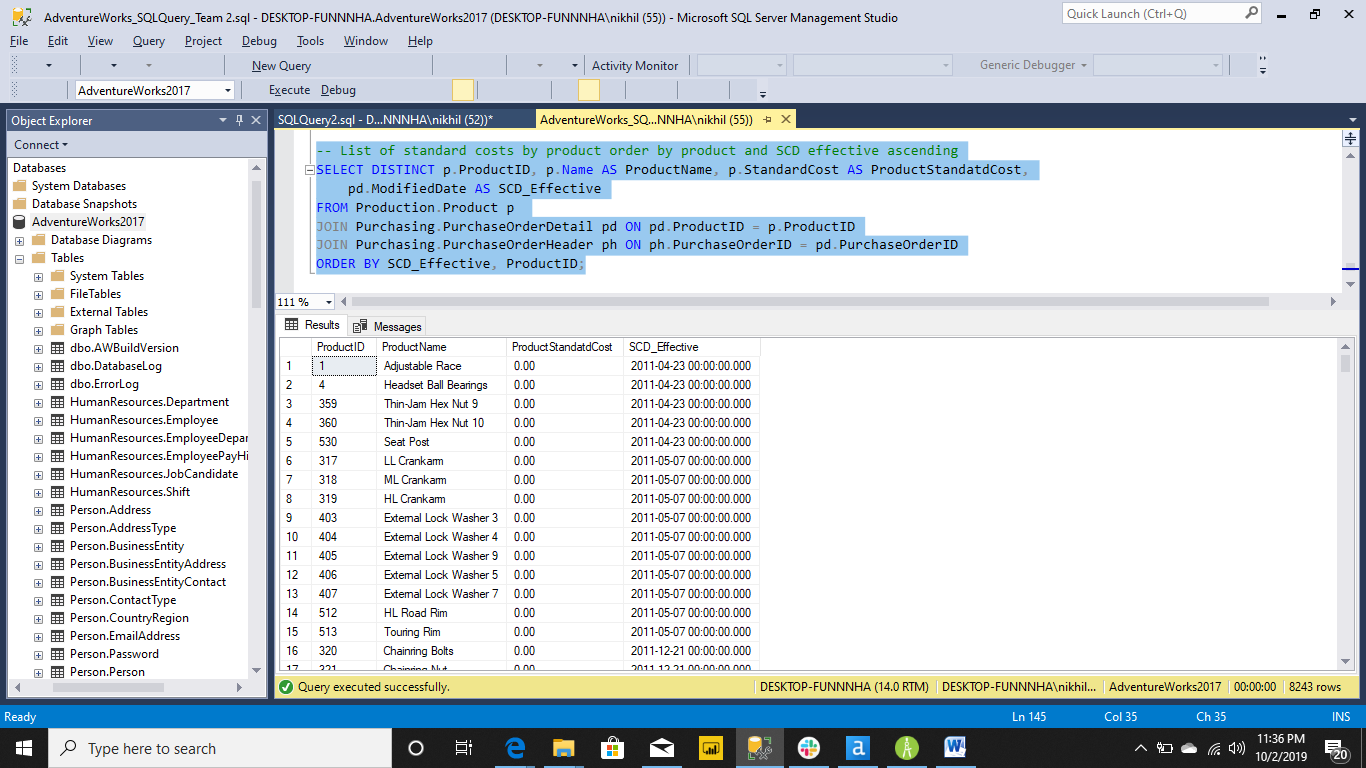 AdventureWorks_SQLQuery_Team 2.sql - DESKTOP-FUNNNHA.AdventureWorks2017 (DESKTOP-FUNNNHA\nikhil (55)) - Microsoft SQL Server Management Studio
Quick Launch (Ctrl+Q)
File Edit View Query Project Debug Tools Window Help
New Query Activity Monitor Generic Debugger
AdventureWorks2017 Execute Debug
Object Explorer
Connect
Databases
System Databases
Database Snapshots
AdventureWorks2017
Database Diagrams
Tables
System Tables
FileTables
External Tables
Graph Tables
dbo.AWBuildVersion
dbo.DatabaseLog
dbo.ErrorLog
HumanResources.Department
HumanResources.Employee
HumanResources.EmployeeDepar
HumanResources.EmployeePayHi
HumanResources.JobCandidate
HumanResources.Shift
Person.Address
Person.AddressType
Person.BusinessEntity
Person.BusinessEntityAddress
Person.BusinessEntityContact
Person.ContactType
Person.CountryRegion
Person.EmailAddress
Person.Password
Person.Person
SQLQuery2.sql - D...NNNHA\nikhil (52))* AdventureWorks_SQ...NNHA\nikhil (55))
-- List of standard costs by product order by product and SCD effective ascending
SELECT DISTINCT p.ProductID, p.Name AS ProductName, p.StandardCost AS ProductStandatdCost,
pd.ModifiedDate AS SCD_Effective
FROM Production.Product p
JOIN Purchasing.PurchaseOrderDetail pd ON pd.ProductID = p.ProductID
JOIN Purchasing.PurchaseOrderHeader ph ON ph.PurchaseOrderID = pd.PurchaseOrderID
ORDER BY SCD_Effective, ProductID;
111 %
Results Messages
ProductID ProductName ProductStandatdCost SCD_Effective
1 1 Adjustable Race 0.00 2011-04-23 00:00:00.000
2 4 Headset Ball Bearings 0.00 2011-04-23 00:00:00.000
3 359 Thin-Jam Hex Nut 9 0.00 2011-04-23 00:00:00.000
4 360 Thin-Jam Hex Nut 10 0.00 2011-04-23 00:00:00.000
5 530 Seat Post 0.00 2011-04-23 00:00:00.000
6 317 LL Crankarm 0.00 2011-05-07 00:00:00.000
7 318 ML Crankarm 0.00 2011-05-07 00:00:00.000
8 319 HL Crankarm 0.00 2011-05-07 00:00:00.000
9 403 External Lock Washer 3 0.00 2011-05-07 00:00:00.000
10 404 External Lock Washer 4 0.00 2011-05-07 00:00:00.000
11 405 External Lock Washer 9 0.00 2011-05-07 00:00:00.000
12 406 External Lock Washer 5 0.00 2011-05-07 00:00:00.000
13 407 External Lock Washer 7 0.00 2011-05-07 00:00:00.000
14 512 HL Road Rim 0.00 2011-05-07 00:00:00.000
15 513 Touring Rim 0.00 2011-05-07 00:00:00.000
16 320 Chainring Bolts 0.00 2011-12-21 00:00:00.000
17 321 Chainring Nut 0.00 2011-12-21 00:00:00.000
Query executed successfully. DESKTOP-FUNNNHA (14.0 RTM) DESKTOP-FUNNNHA\nikhil... AdventureWorks2017 00:00:00 8243 rows
Ready Ln 145 Col 35 Ch 35 INS
Type here to search
11:36 PM
10/2/2019
20